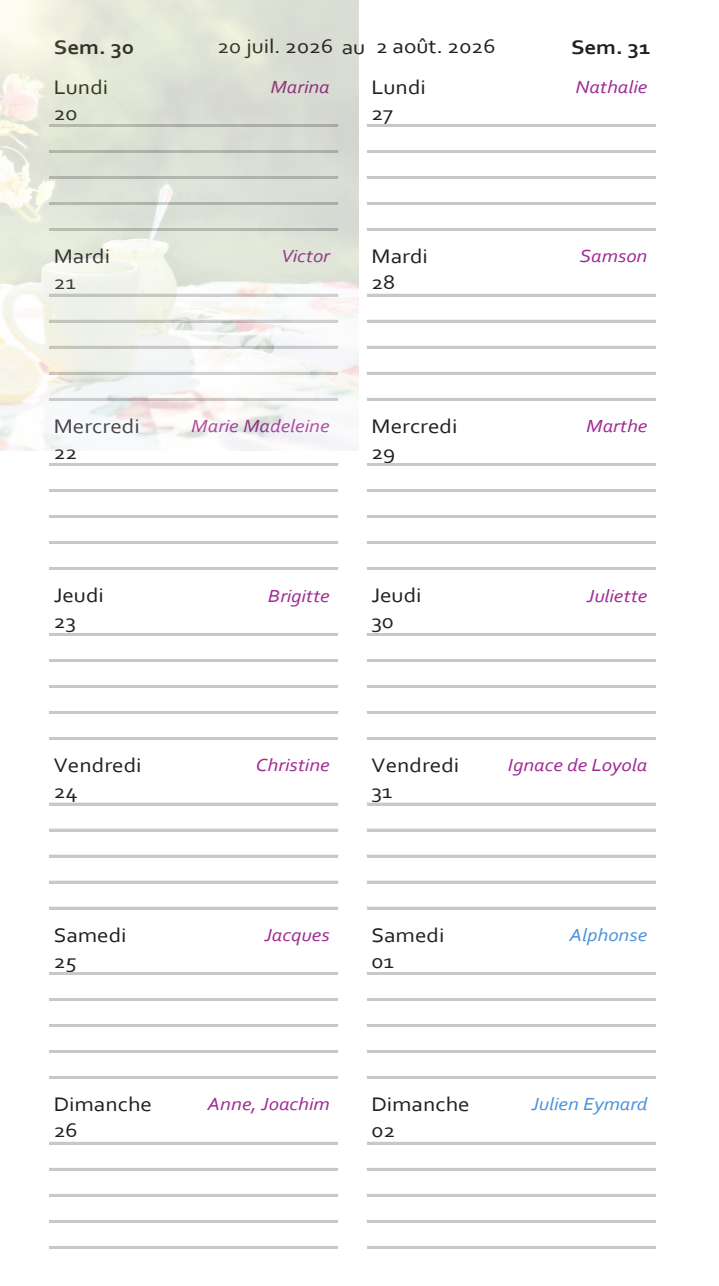 Sem. 30 20 juil. 2026 au 2 août. 2026 Sem. 31
Lundi Marina
20
Mardi Victor
21
Mercredi Marie Madeleine
22
Jeudi Brigitte
23
Vendredi Christine
24
Samedi Jacques
25
Dimanche Anne, Joachim
26
Lundi Nathalie
27
Mardi Samson
28
Mercredi Marthe
29
Jeudi Juliette
30
Vendredi Ignace de Loyola
31
Samedi Alphonse
01
Dimanche Julien Eymard
02